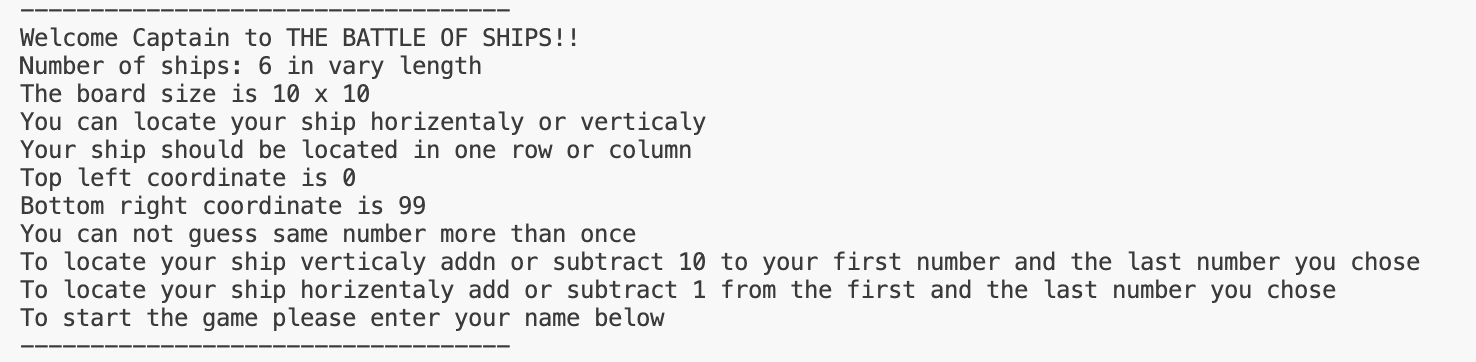 -----------------------------------
Welcome Captain to THE BATTLE OF SHIPS!!
Number of ships: 6 in vary length
The board size is 10 x 10
You can locate your ship horizentaly or verticaly
Your ship should be located in one row or column
Top left coordinate is 0
Bottom right coordinate is 99
You can not guess same number more than once
To locate your ship verticaly addn or subtract 10 to your first number and the last number you chose
To locate your ship horizentaly add or subtract 1 from the first and the last number you chose
To start the game please enter your name below
-----------------------------------